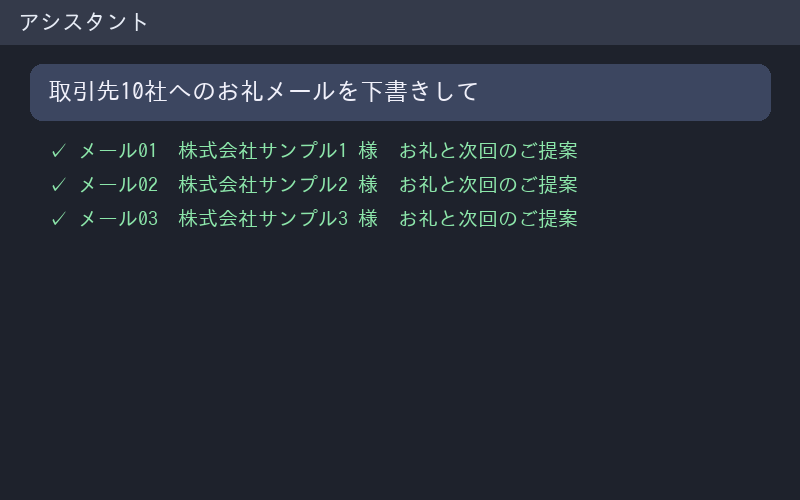 アシスタント
取引先10社へのお礼メールを下書きして
✓ メール01　株式会社サンプル1 様　お礼と次回のご提案
✓ メール02　株式会社サンプル2 様　お礼と次回のご提案
✓ メール03　株式会社サンプル3 様　お礼と次回のご提案